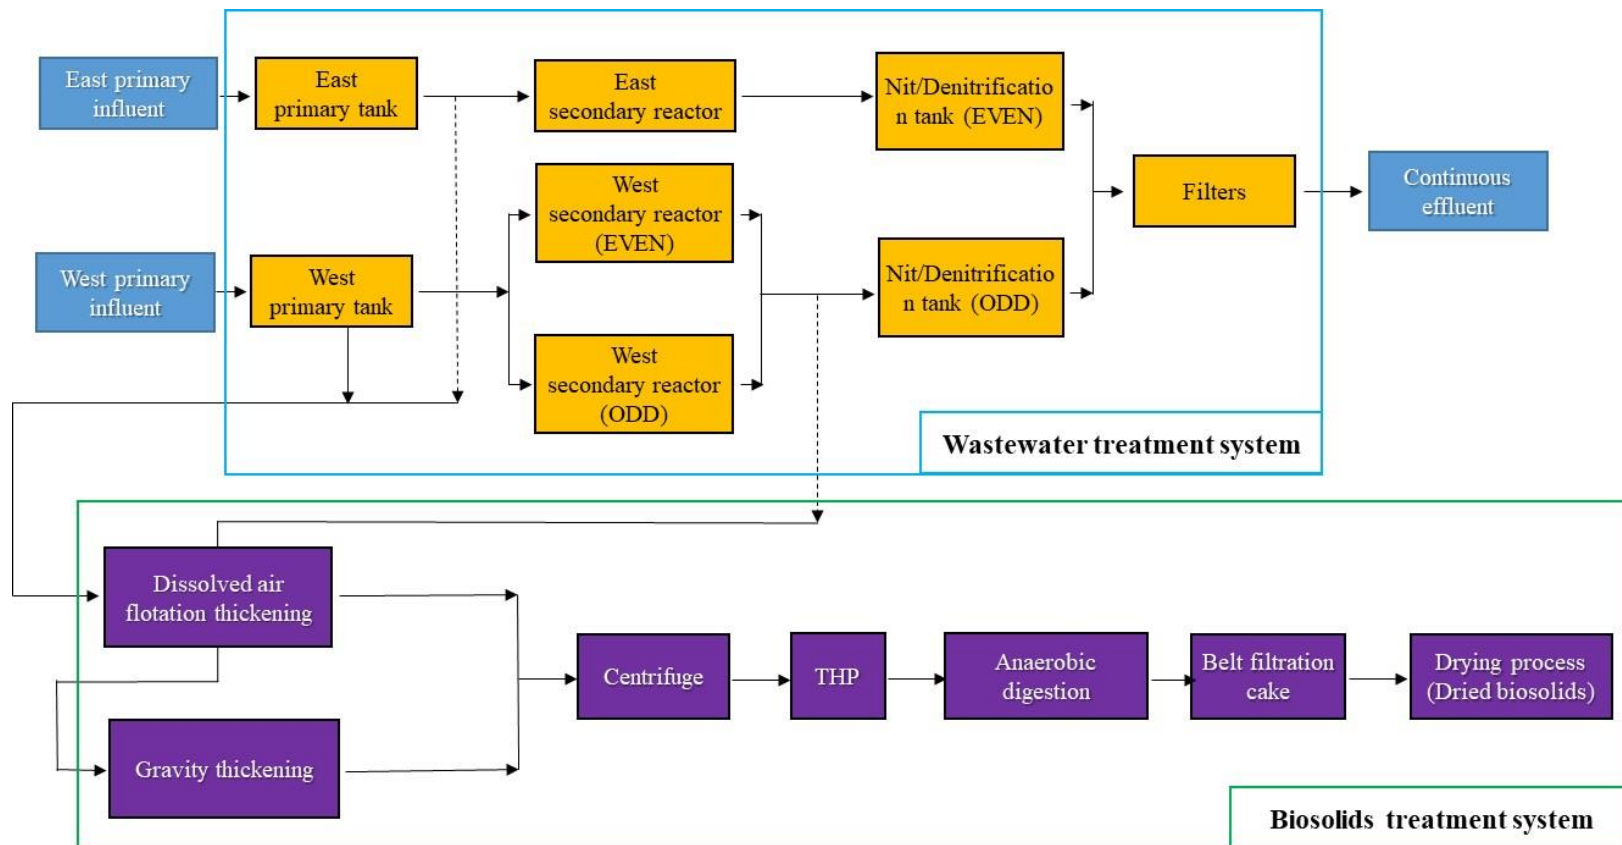 East primary
influent
East
primary tank
East
secondary reactor
Nit/Denitrificatio
n tank (EVEN)
West
secondary reactor
(EVEN)
Filters
Continuous
effluent
West primary
influent
West
primary tank
Nit/Denitrificatio
n tank (ODD)
West
secondary reactor
(ODD)
Wastewater treatment system
Dissolved air
flotation thickening
Centrifuge
THP
Anaerobic
digestion
Belt filtration
cake
Drying process
(Dried biosolids)
Gravity thickening
Biosolids treatment system